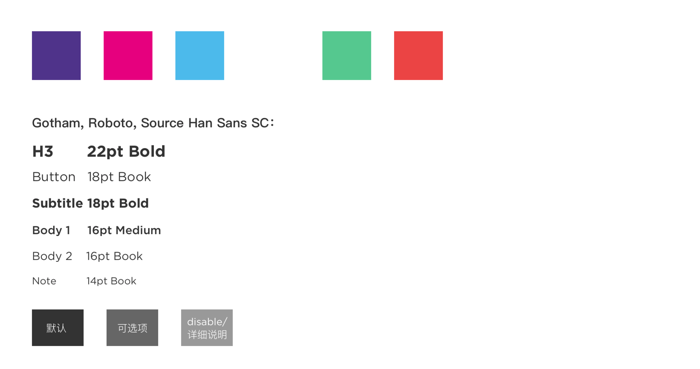 Gotham, Roboto, Source Han Sans SC：
H3 22pt Bold
Button 18pt Book
Subtitle 18pt Bold
Body 1 16pt Medium
Body 2 16pt Book
Note 14pt Book
默认
可选项
disable/
详细说明